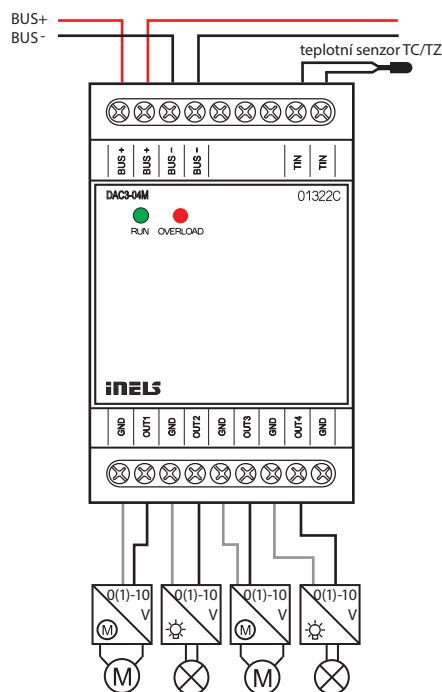 BUS+
BUS-
teplotní senzor TC/TZ
BUS + BUS + BUS - BUS - TIN TIN
DAC3-04M 01322C
RUN OVERLOAD
iNELS
GND OUT1 GND OUT2 GND OUT3 GND OUT4 GND
0(1)-10 0(1)-10 0(1)-10 0(1)-10
V V V V
M M
M M